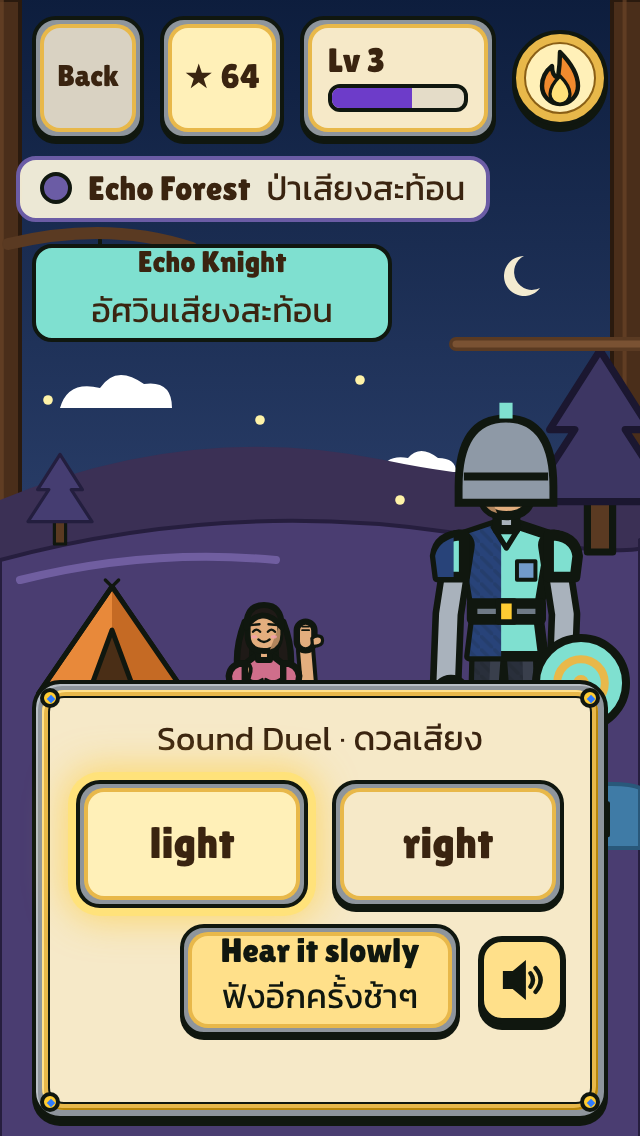 Back
★ 64
Lv 3
Echo Forest ป่าเสียงสะท้อน
Echo Knight
อัศวินเสียงสะท้อน
Sound Duel · ดวลเสียง
light
right
Hear it slowly
ฟังอีกครั้งช้าๆ